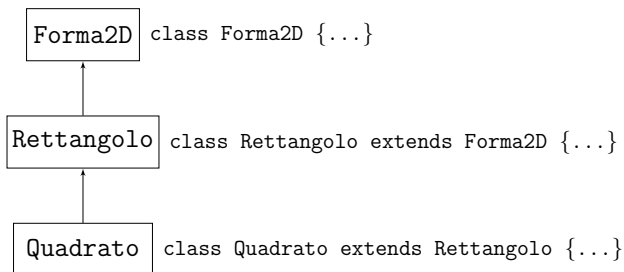 Forma2D class Forma2D {...}
Rettangolo class Rettangolo extends Forma2D {...}
Quadrato class Quadrato extends Rettangolo {...}